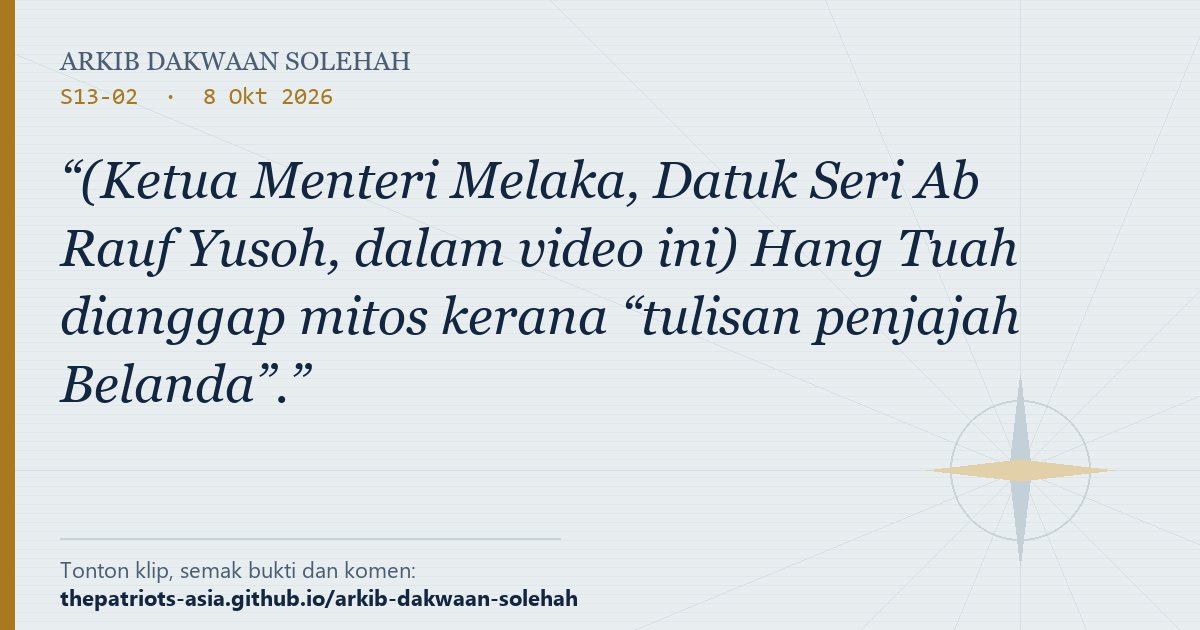 ARKIB DAKWAAN SOLEHAH
S13-02 · 8 Okt 2026
“(Ketua Menteri Melaka, Datuk Seri Ab
Rauf Yusoh, dalam video ini) Hang Tuah
dianggap mitos kerana “tulisan penjajah
Belanda”.”
Tonton klip, semak bukti dan komen:
thepatriots-asia.github.io/arkib-dakwaan-solehah